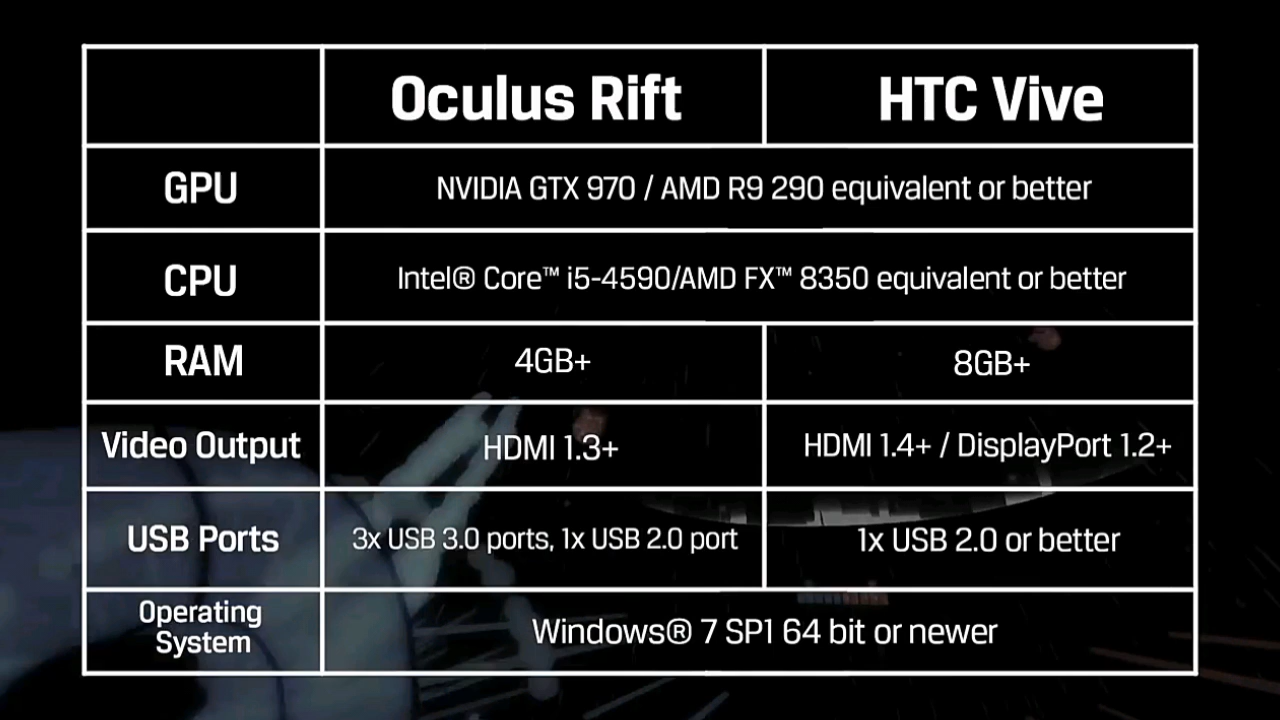 Oculus Rift
HTC Vive
GPU
NVIDIA GTX 970 / AMD R9 290 equivalent or better
CPU
Intel® Core™ i5-4590/AMD FX™ 8350 equivalent or better
RAM
4GB+
8GB+
Video Output
HDMI 1.3+
HDMI 1.4+ / DisplayPort 1.2+
USB Ports
3x USB 3.0 ports, 1x USB 2.0 port
1x USB 2.0 or better
Operating
System
Windows® 7 SP1 64 bit or newer